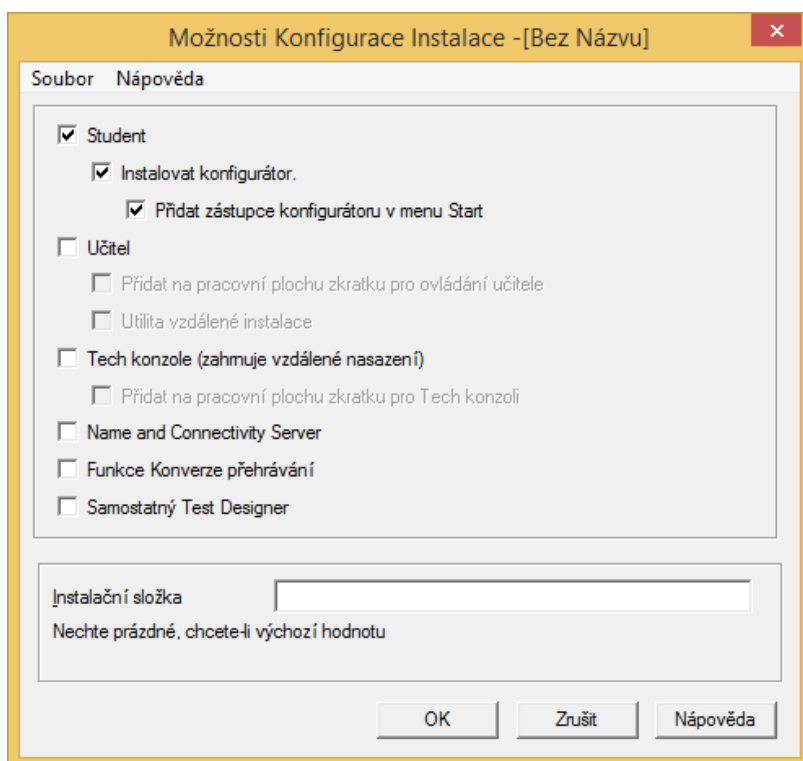 Možnosti Konfigurace Instalace -[Bez Názvu]
Soubor Nápověda
Student
Instalovat konfigurátor.
Přidat zástupce konfigurátoru v menu Start
Učitel
Přidat na pracovní plochu zkratku pro ovládání učitele
Utilita vzdálené instalace
Tech konzole (zahrnuje vzdálené nasazení)
Přidat na pracovní plochu zkratku pro Tech konzoli
Name and Connectivity Server
Funkce Konverze přehrávání
Samostatný Test Designer
Instalační složka
Nechte prázdné, chcete-li výchozí hodnotu
OK Zrušit Nápověda